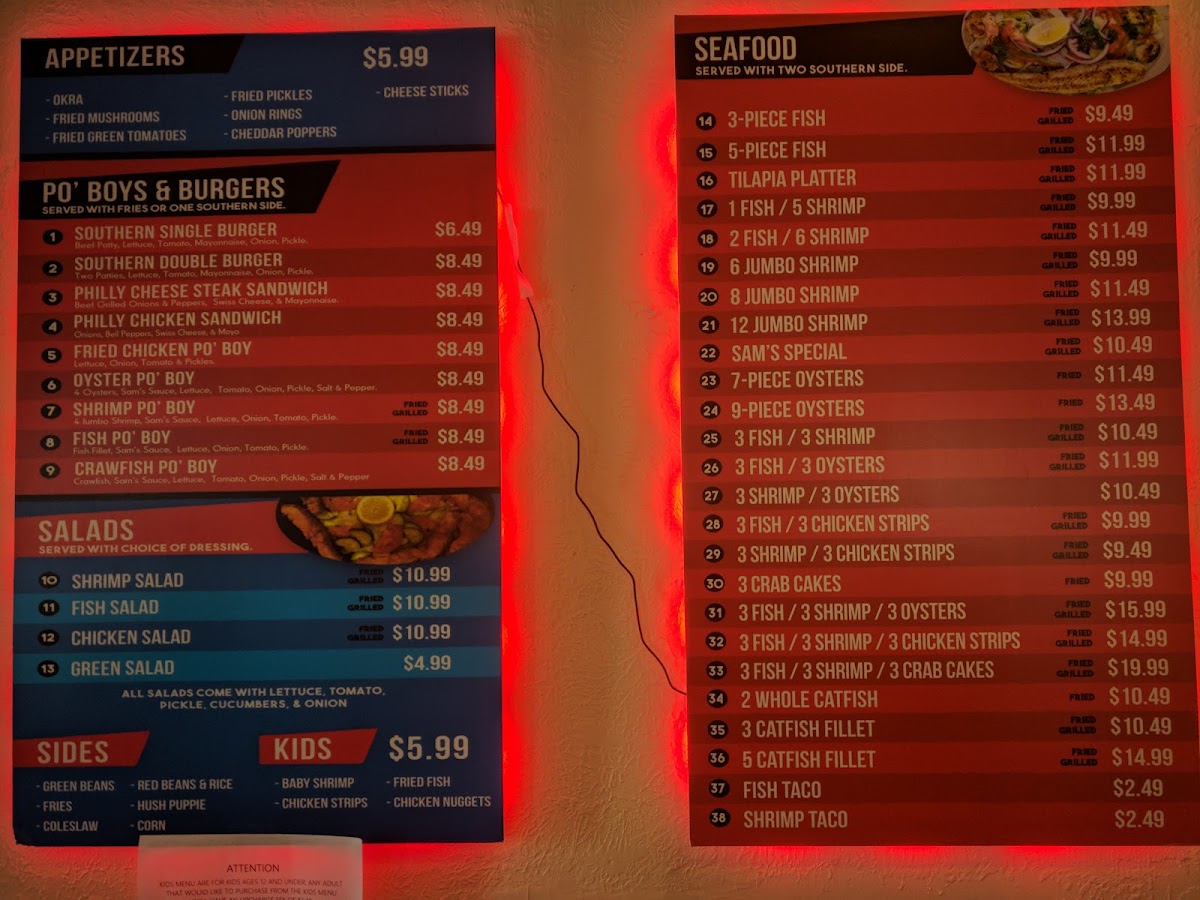 APPETIZERS $5.99
- OKRA - FRIED PICKLES - CHEESE STICKS
- FRIED MUSHROOMS - ONION RINGS
- FRIED GREEN TOMATOES - CHEDDAR POPPERS
PO' BOYS & BURGERS
SERVED WITH FRIES OR ONE SOUTHERN SIDE.
1 SOUTHERN SINGLE BURGER $6.49
Beef Patty, Lettuce, Tomato, Mayonnaise, Onion, Pickle.
2 SOUTHERN DOUBLE BURGER $8.49
Two Patties, Lettuce, Tomato, Mayonnaise, Onion, Pickle.
3 PHILLY CHEESE STEAK SANDWICH $8.49
Beef Grilled Onions & Peppers, Swiss Cheese, & Mayonnaise.
4 PHILLY CHICKEN SANDWICH $8.49
Onions, Bell Peppers, Swiss Cheese, & Mayo
5 FRIED CHICKEN PO' BOY $8.49
Lettuce, Onion, Tomato & Pickles.
6 OYSTER PO' BOY $8.49
4 Oysters, Sam's Sauce, Lettuce, Tomato, Onion, Pickle, Salt & Pepper.
7 SHRIMP PO' BOY FRIED GRILLED $8.49
4 Jumbo Shrimp, Sam's Sauce, Lettuce, Onion, Tomato, Pickle.
8 FISH PO' BOY FRIED GRILLED $8.49
Fish Fillet, Sam's Sauce, Lettuce, Onion, Tomato, Pickle.
9 CRAWFISH PO' BOY $8.49
Crawfish, Sam's Sauce, Lettuce, Tomato, Onion, Pickle, Salt & Pepper
SALADS
SERVED WITH CHOICE OF DRESSING.
10 SHRIMP SALAD FRIED GRILLED $10.99
11 FISH SALAD FRIED GRILLED $10.99
12 CHICKEN SALAD FRIED GRILLED $10.99
13 GREEN SALAD $4.99
ALL SALADS COME WITH LETTUCE, TOMATO,
PICKLE, CUCUMBERS, & ONION
SIDES
- GREEN BEANS - RED BEANS & RICE
- FRIES - HUSH PUPPIE
- COLESLAW - CORN
KIDS $5.99
- BABY SHRIMP - FRIED FISH
- CHICKEN STRIPS - CHICKEN NUGGETS
ATTENTION
KIDS MENU ARE FOR KIDS AGES 12 AND UNDER, ANY ADULT
THAT WOULD LIKE TO PURCHASE FROM THE KIDS MENU
SEAFOOD
SERVED WITH TWO SOUTHERN SIDE.
14 3-PIECE FISH FRIED GRILLED $9.49
15 5-PIECE FISH FRIED GRILLED $11.99
16 TILAPIA PLATTER FRIED GRILLED $11.99
17 1 FISH / 5 SHRIMP FRIED GRILLED $9.99
18 2 FISH / 6 SHRIMP FRIED GRILLED $11.49
19 6 JUMBO SHRIMP FRIED GRILLED $9.99
20 8 JUMBO SHRIMP FRIED GRILLED $11.49
21 12 JUMBO SHRIMP FRIED GRILLED $13.99
22 SAM'S SPECIAL FRIED GRILLED $10.49
23 7-PIECE OYSTERS FRIED $11.49
24 9-PIECE OYSTERS FRIED $13.49
25 3 FISH / 3 SHRIMP FRIED GRILLED $10.49
26 3 FISH / 3 OYSTERS FRIED GRILLED $11.99
27 3 SHRIMP / 3 OYSTERS $10.49
28 3 FISH / 3 CHICKEN STRIPS FRIED GRILLED $9.99
29 3 SHRIMP / 3 CHICKEN STRIPS FRIED GRILLED $9.49
30 3 CRAB CAKES FRIED $9.99
31 3 FISH / 3 SHRIMP / 3 OYSTERS FRIED GRILLED $15.99
32 3 FISH / 3 SHRIMP / 3 CHICKEN STRIPS FRIED GRILLED $14.99
33 3 FISH / 3 SHRIMP / 3 CRAB CAKES FRIED GRILLED $19.99
34 2 WHOLE CATFISH FRIED $10.49
35 3 CATFISH FILLET FRIED GRILLED $10.49
36 5 CATFISH FILLET FRIED GRILLED $14.99
37 FISH TACO $2.49
38 SHRIMP TACO $2.49